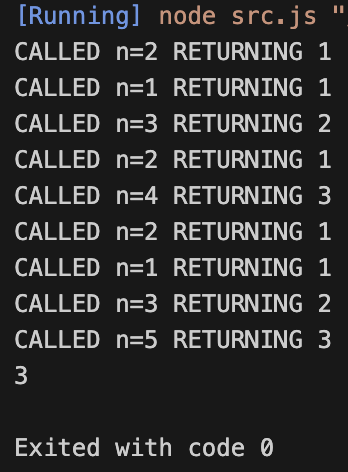 [Running] node src.js "
CALLED n=2 RETURNING 1
CALLED n=1 RETURNING 1
CALLED n=3 RETURNING 2
CALLED n=2 RETURNING 1
CALLED n=4 RETURNING 3
CALLED n=2 RETURNING 1
CALLED n=1 RETURNING 1
CALLED n=3 RETURNING 2
CALLED n=5 RETURNING 3
3
Exited with code 0